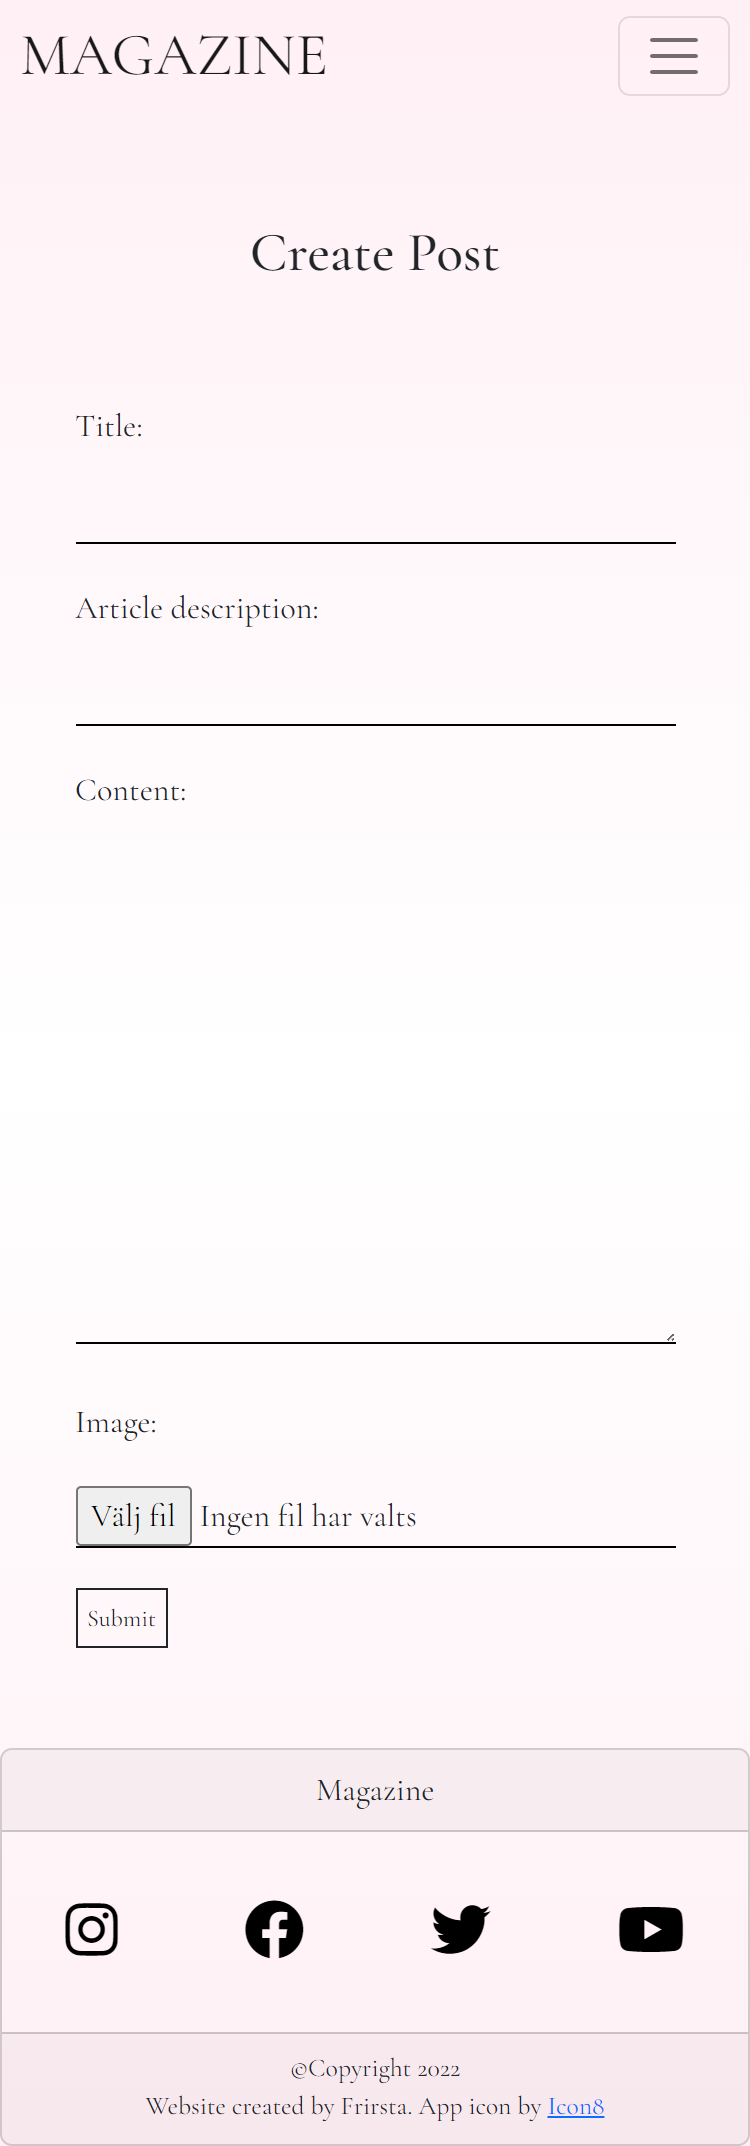 MAGAZINE
Create Post
Title:
Article description:
Content:
Image:
Välj fil Ingen fil har valts
Submit
Magazine
©Copyright 2022
Website created by Frirsta. App icon by Icon8